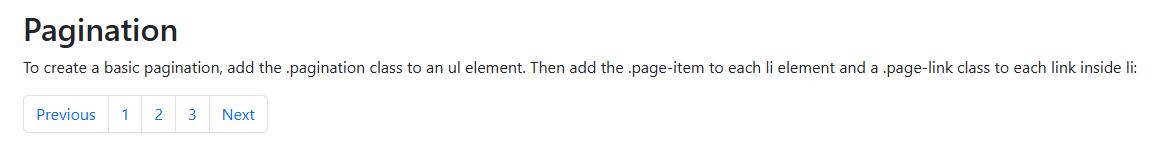 Pagination
To create a basic pagination, add the .pagination class to an ul element. Then add the .page-item to each li element and a .page-link class to each link inside li:
Previous 1 2 3 Next